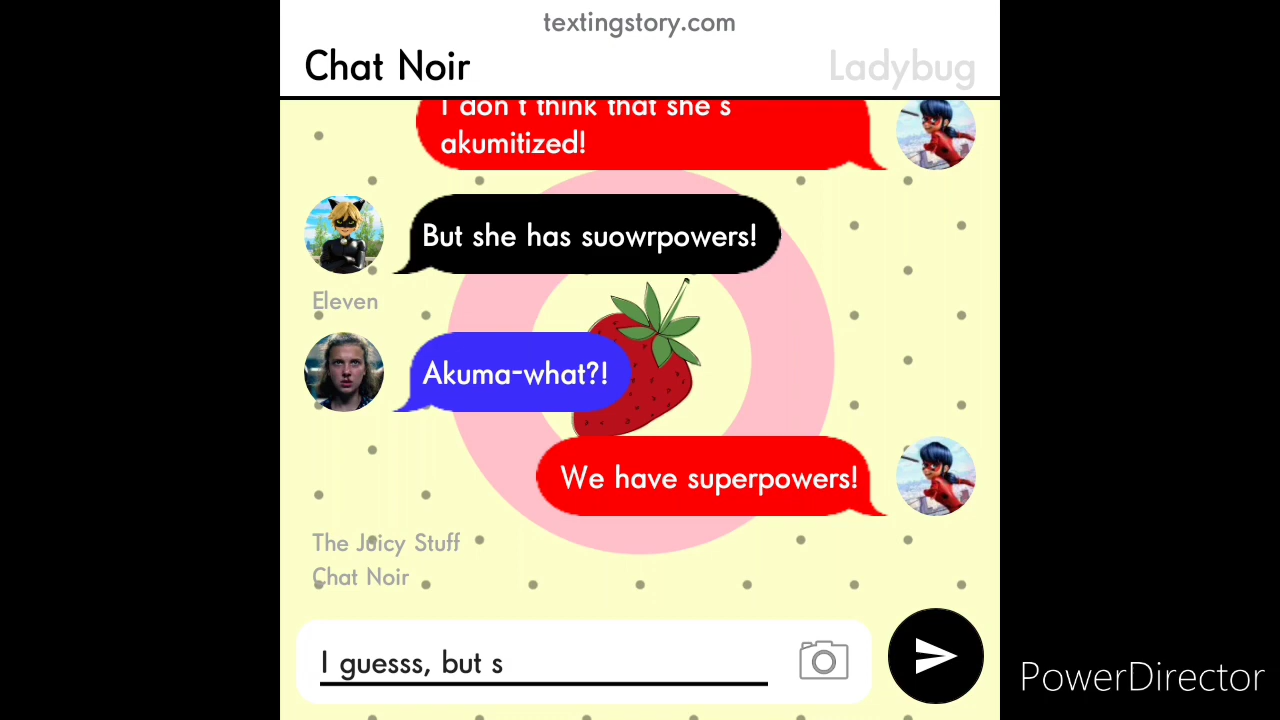 textingstory.com
Chat Noir
Ladybug
I don't think that she's
akumitized!
But she has suowrpowers!
Eleven
Akuma-what?!
We have superpowers!
The Juicy Stuff
Chat Noir
I guesss, but s
PowerDirector